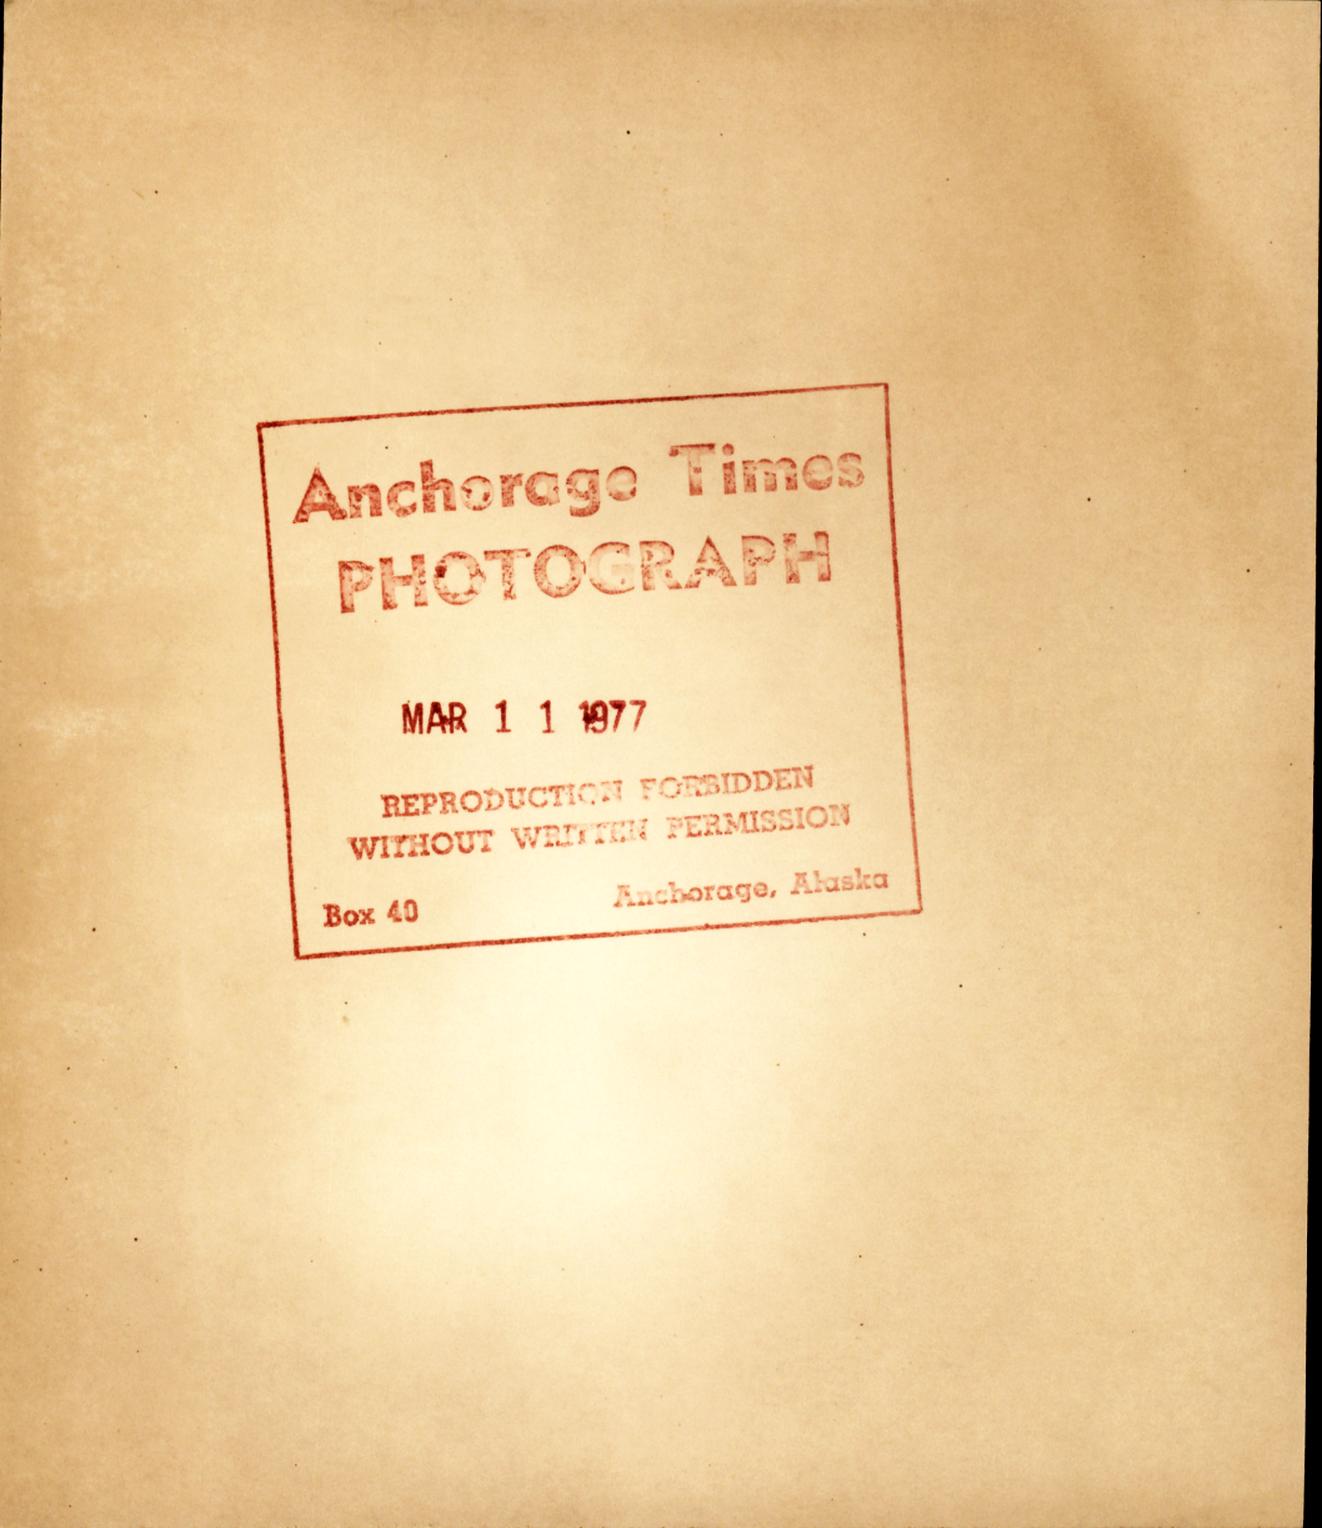 Anchorage Times
PHOTOGRAPH
MAR 1 1 1977
REPRODUCTION FORBIDDEN
WITHOUT WRITTEN PERMISSION
Box 40 Anchorage, Alaska